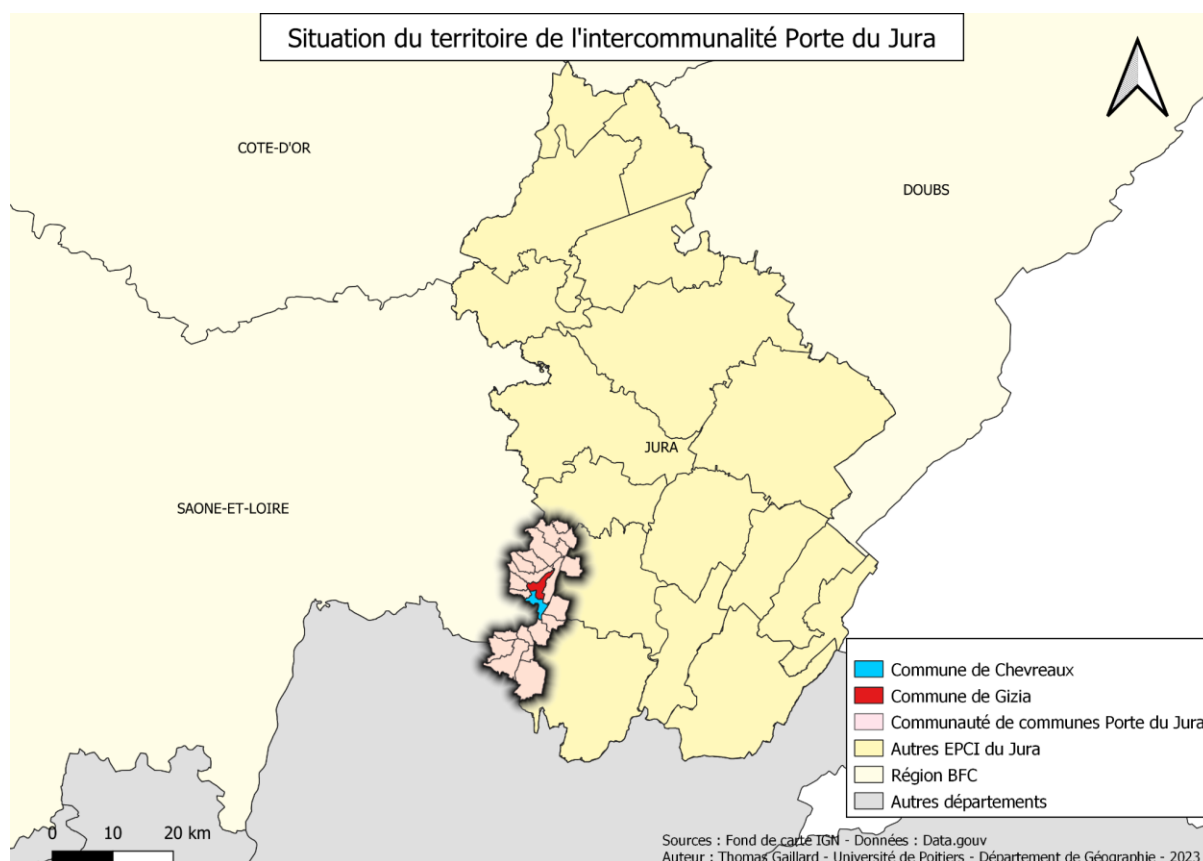 Situation du territoire de l'intercommunalité Porte du Jura
COTE-D'OR
DOUBS
JURA
SAONE-ET-LOIRE
Commune de Chevreaux
Commune de Gizia
Communauté de communes Porte du Jura
Autres EPCI du Jura
Région BFC
Autres départements
0 10 20 km
Sources : Fond de carte IGN - Données : Data.gouv
Auteur : Thomas Gaillard - Université de Poitiers - Département de Géographie - 2023